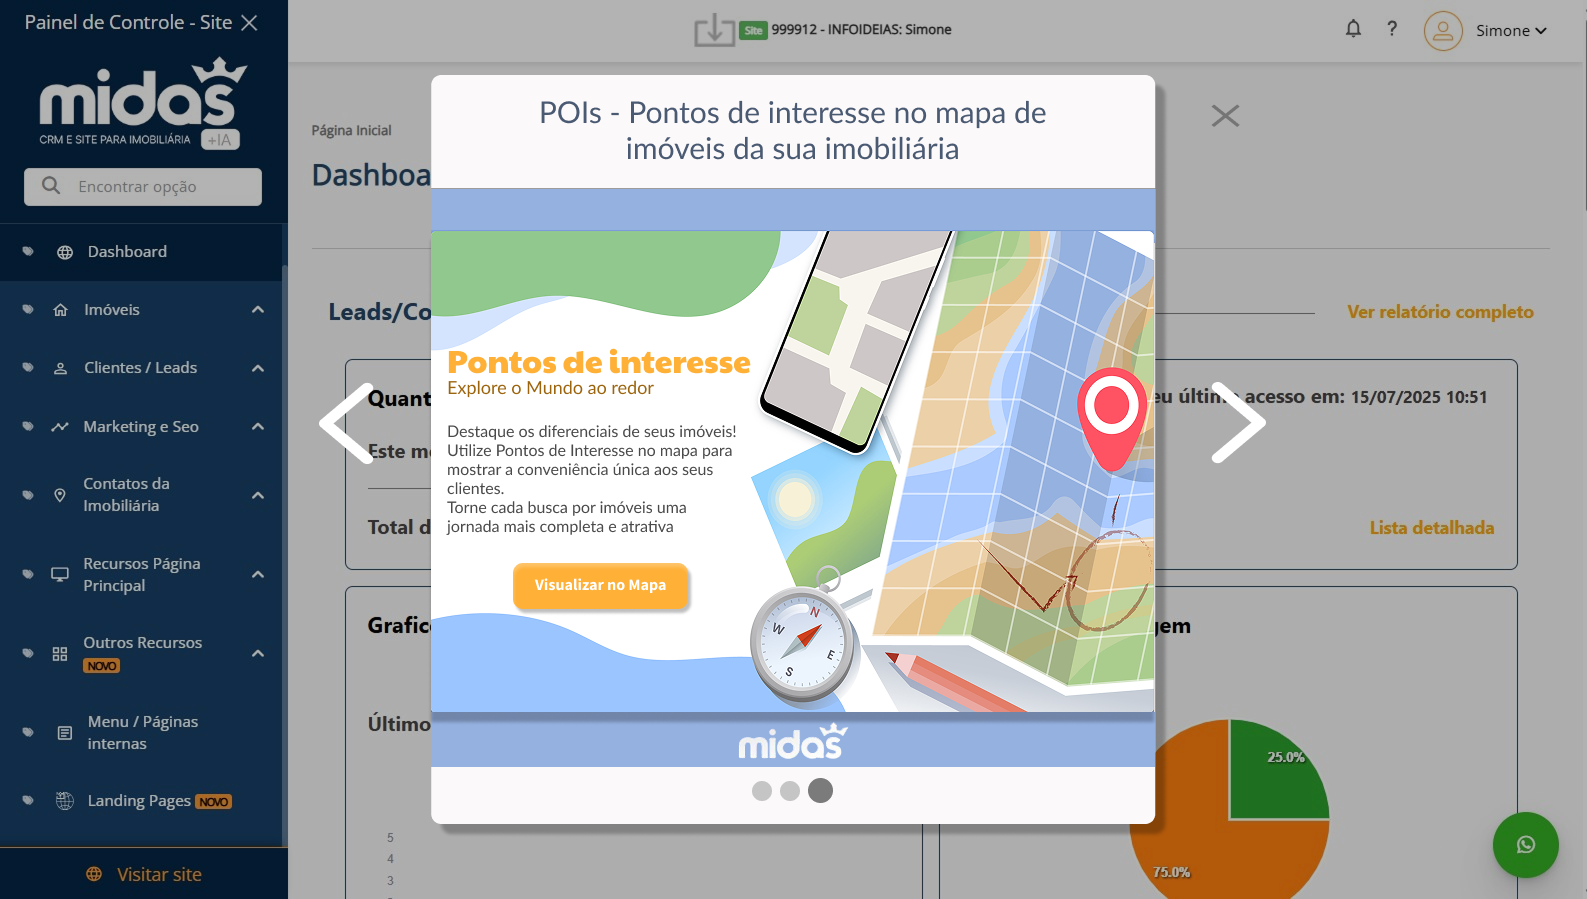 Painel de Controle - Site
midas
CRM E SITE PARA IMOBILIÁRIA +IA
Encontrar opção
Dashboard
Imóveis
Clientes / Leads
Marketing e Seo
Contatos da
Imobiliária
Recursos Página
Principal
Outros Recursos
NOVO
Menu / Páginas
internas
Landing Pages NOVO
Visitar site
Site 999912 - INFOIDEIAS: Simone
? Simone
Página Inicial
Dashboa
Leads/Co
Ver relatório completo
Quant
eu último acesso em: 15/07/2025 10:51
Este m
Total d
Lista detalhada
Grafic
gem
Último
5
4
3
25.0%
75.0%
POIs - Pontos de interesse no mapa de
imóveis da sua imobiliária
Pontos de interesse
Explore o Mundo ao redor
Destaque os diferenciais de seus imóveis!
Utilize Pontos de Interesse no mapa para
mostrar a conveniência única aos seus
clientes.
Torne cada busca por imóveis uma
jornada mais completa e atrativa
Visualizar no Mapa
N
W
E
S
midas